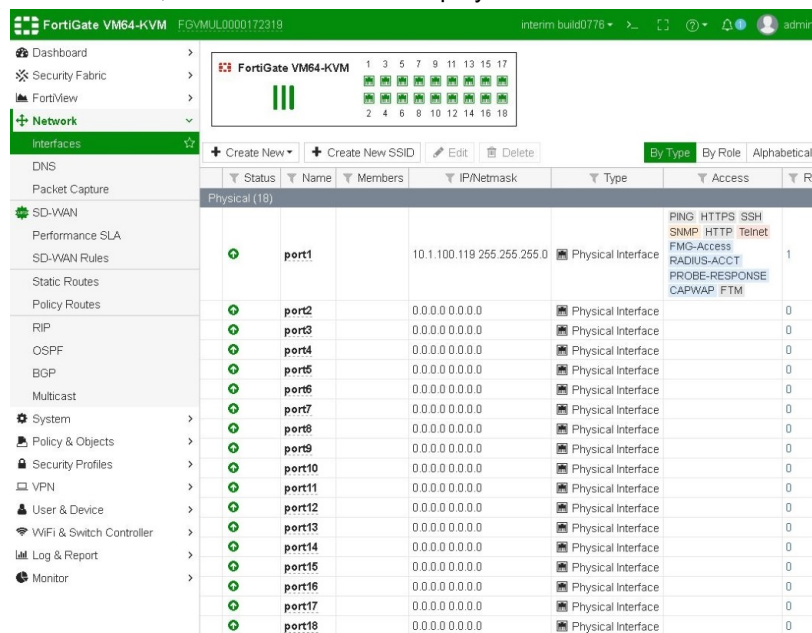 FortiGate VM64-KVM FGVMUL0000172319 interim build0776 >_ admin
Dashboard
Security Fabric
FortiView
Network
Interfaces
DNS
Packet Capture
SD-WAN
Performance SLA
SD-WAN Rules
Static Routes
Policy Routes
RIP
OSPF
BGP
Multicast
System
Policy & Objects
Security Profiles
VPN
User & Device
WiFi & Switch Controller
Log & Report
Monitor
FortiGate VM64-KVM
1 3 5 7 9 11 13 15 17
2 4 6 8 10 12 14 16 18
+ Create New + Create New SSID Edit Delete By Type By Role Alphabetical
Status Name Members IP/Netmask Type Access R
Physical (18)
port1 10.1.100.119 255.255.255.0 Physical Interface 1
PING HTTPS SSH
SNMP HTTP Telnet
FMG-Access
RADIUS-ACCT
PROBE-RESPONSE
CAPWAP FTM
port2 0.0.0.0 0.0.0.0 Physical Interface 0
port3 0.0.0.0 0.0.0.0 Physical Interface 0
port4 0.0.0.0 0.0.0.0 Physical Interface 0
port5 0.0.0.0 0.0.0.0 Physical Interface 0
port6 0.0.0.0 0.0.0.0 Physical Interface 0
port7 0.0.0.0 0.0.0.0 Physical Interface 0
port8 0.0.0.0 0.0.0.0 Physical Interface 0
port9 0.0.0.0 0.0.0.0 Physical Interface 0
port10 0.0.0.0 0.0.0.0 Physical Interface 0
port11 0.0.0.0 0.0.0.0 Physical Interface 0
port12 0.0.0.0 0.0.0.0 Physical Interface 0
port13 0.0.0.0 0.0.0.0 Physical Interface 0
port14 0.0.0.0 0.0.0.0 Physical Interface 0
port15 0.0.0.0 0.0.0.0 Physical Interface 0
port16 0.0.0.0 0.0.0.0 Physical Interface 0
port17 0.0.0.0 0.0.0.0 Physical Interface 0
port18 0.0.0.0 0.0.0.0 Physical Interface 0